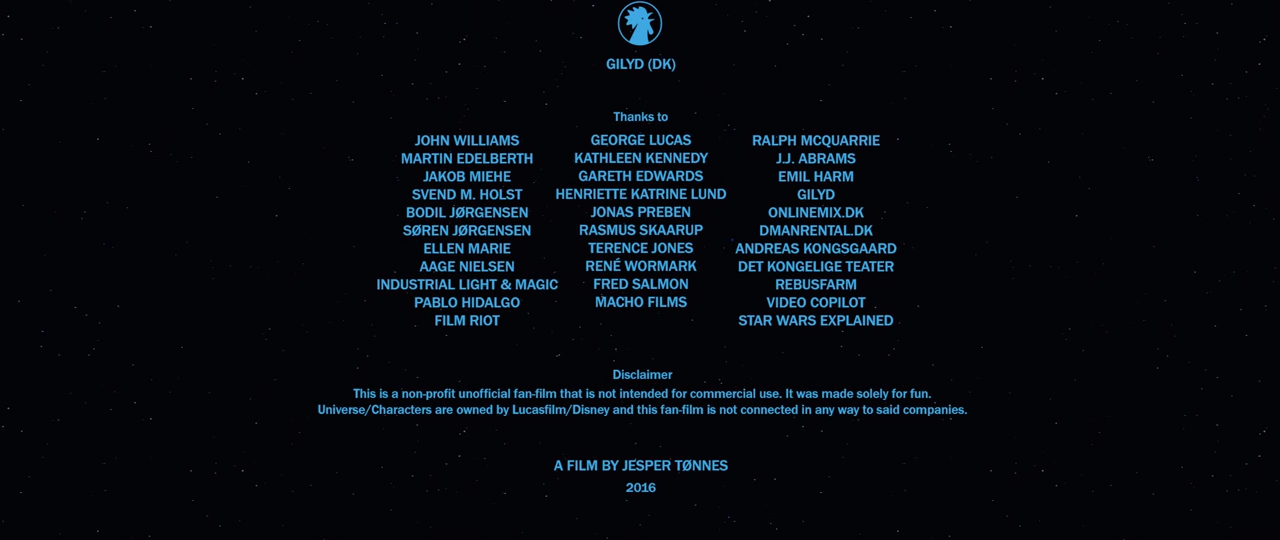 GILYD (DK)
Thanks to
JOHN WILLIAMS
MARTIN EDELBERTH
JAKOB MIEHE
SVEND M. HOLST
BODIL JØRGENSEN
SØREN JØRGENSEN
ELLEN MARIE
AAGE NIELSEN
INDUSTRIAL LIGHT & MAGIC
PABLO HIDALGO
FILM RIOT
GEORGE LUCAS
KATHLEEN KENNEDY
GARETH EDWARDS
HENRIETTE KATRINE LUND
JONAS PREBEN
RASMUS SKAARUP
TERENCE JONES
RENÉ WORMARK
FRED SALMON
MACHO FILMS
RALPH MCQUARRIE
J.J. ABRAMS
EMIL HARM
GILYD
ONLINEMIX.DK
DMANRENTAL.DK
ANDREAS KONGSGAARD
DET KONGELIGE TEATER
REBUSFARM
VIDEO COPILOT
STAR WARS EXPLAINED
Disclaimer
This is a non-profit unofficial fan-film that is not intended for commercial use. It was made solely for fun.
Universe/Characters are owned by Lucasfilm/Disney and this fan-film is not connected in any way to said companies.
A FILM BY JESPER TØNNES
2016